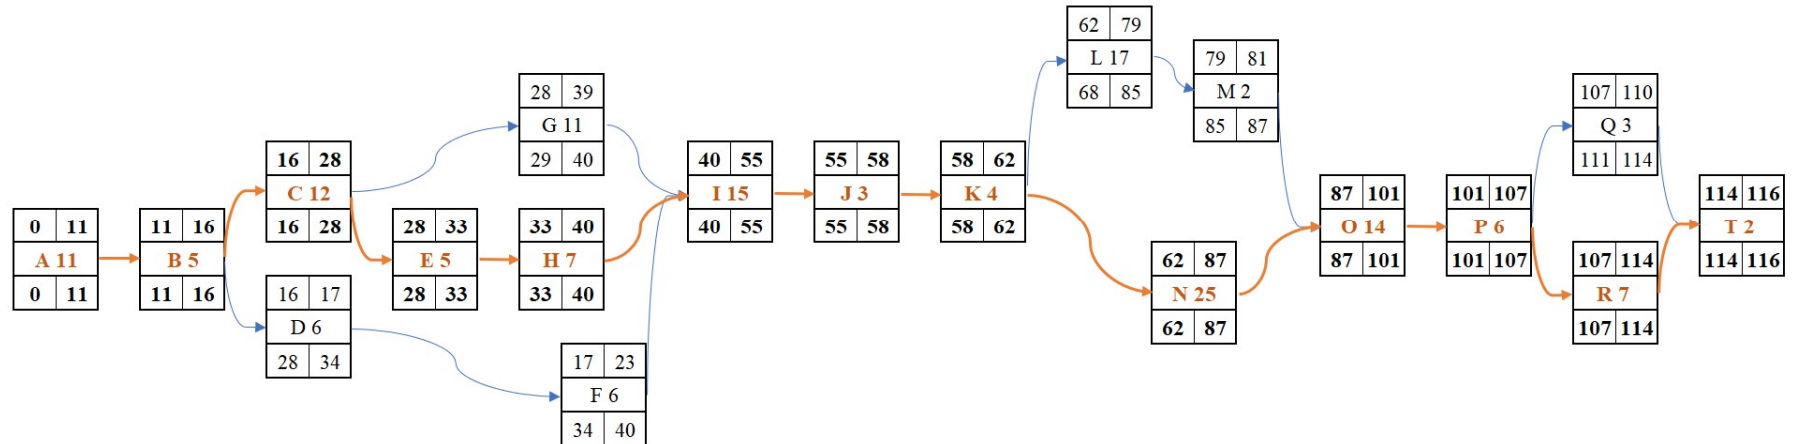 0 11
A 11
0 11
11 16
B 5
11 16
16 28
C 12
16 28
16 17
D 6
28 34
28 33
E 5
28 33
28 39
G 11
29 40
33 40
H 7
33 40
17 23
F 6
34 40
40 55
I 15
40 55
55 58
J 3
55 58
58 62
K 4
58 62
62 79
L 17
68 85
79 81
M 2
85 87
62 87
N 25
62 87
87 101
O 14
87 101
101 107
P 6
101 107
107 110
Q 3
111 114
107 114
R 7
107 114
114 116
T 2
114 116